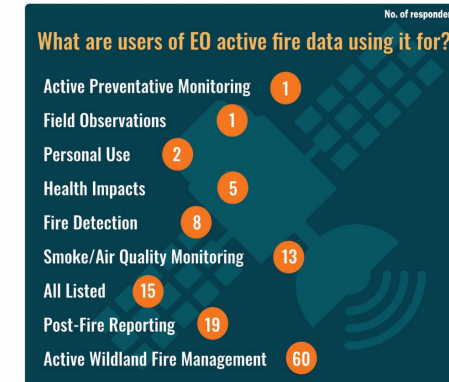 No. of responde
What are users of EO active fire data using it for?
Active Preventative Monitoring 1
Field Observations 1
Personal Use 2
Health Impacts 5
Fire Detection 8
Smoke/Air Quality Monitoring 13
All Listed 15
Post-Fire Reporting 19
Active Wildland Fire Management 60